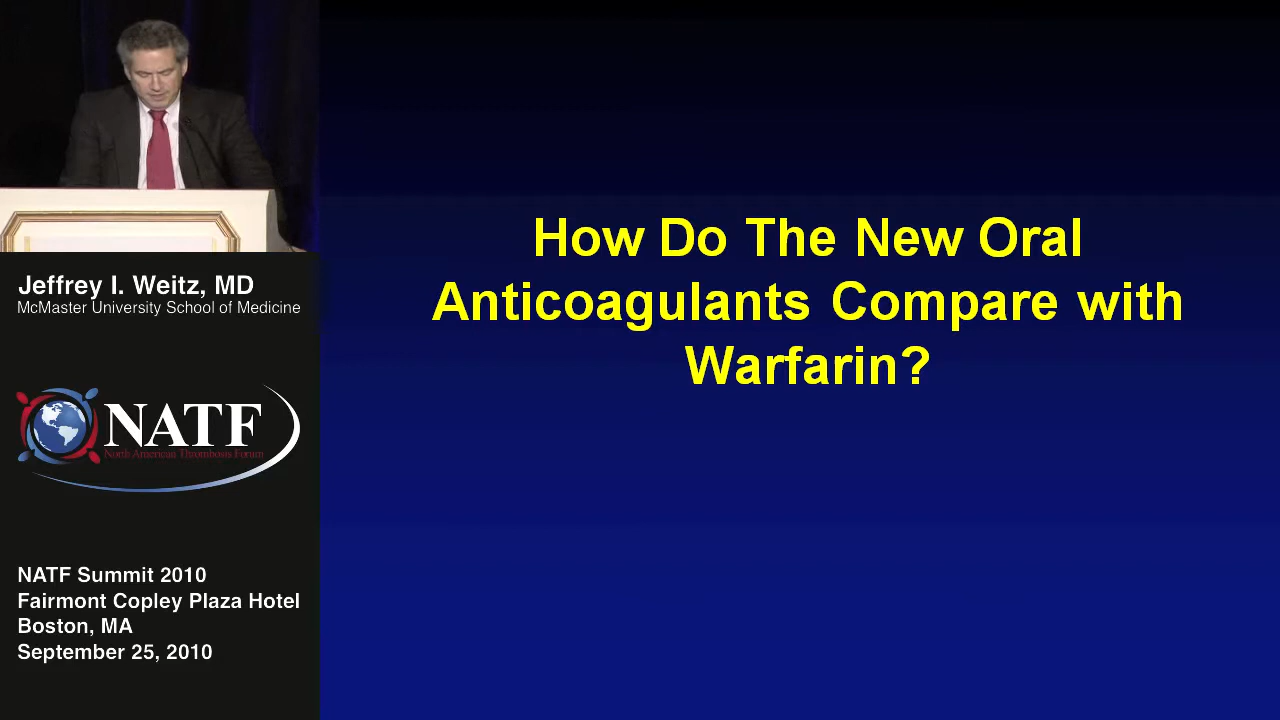 Jeffrey I. Weitz, MD
McMaster University School of Medicine
NATF
North American Thrombosis Forum
NATF Summit 2010
Fairmont Copley Plaza Hotel
Boston, MA
September 25, 2010
How Do The New Oral
Anticoagulants Compare with
Warfarin?